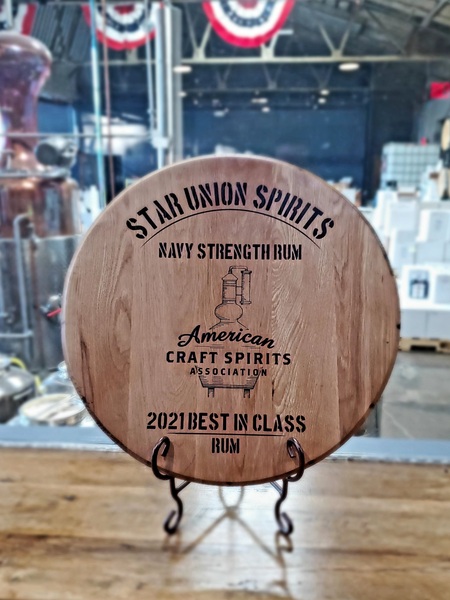 STAR UNION SPIRITS
NAVY STRENGTH RUM
American
CRAFT SPIRITS
ASSOCIATION
2021 BEST IN CLASS
RUM